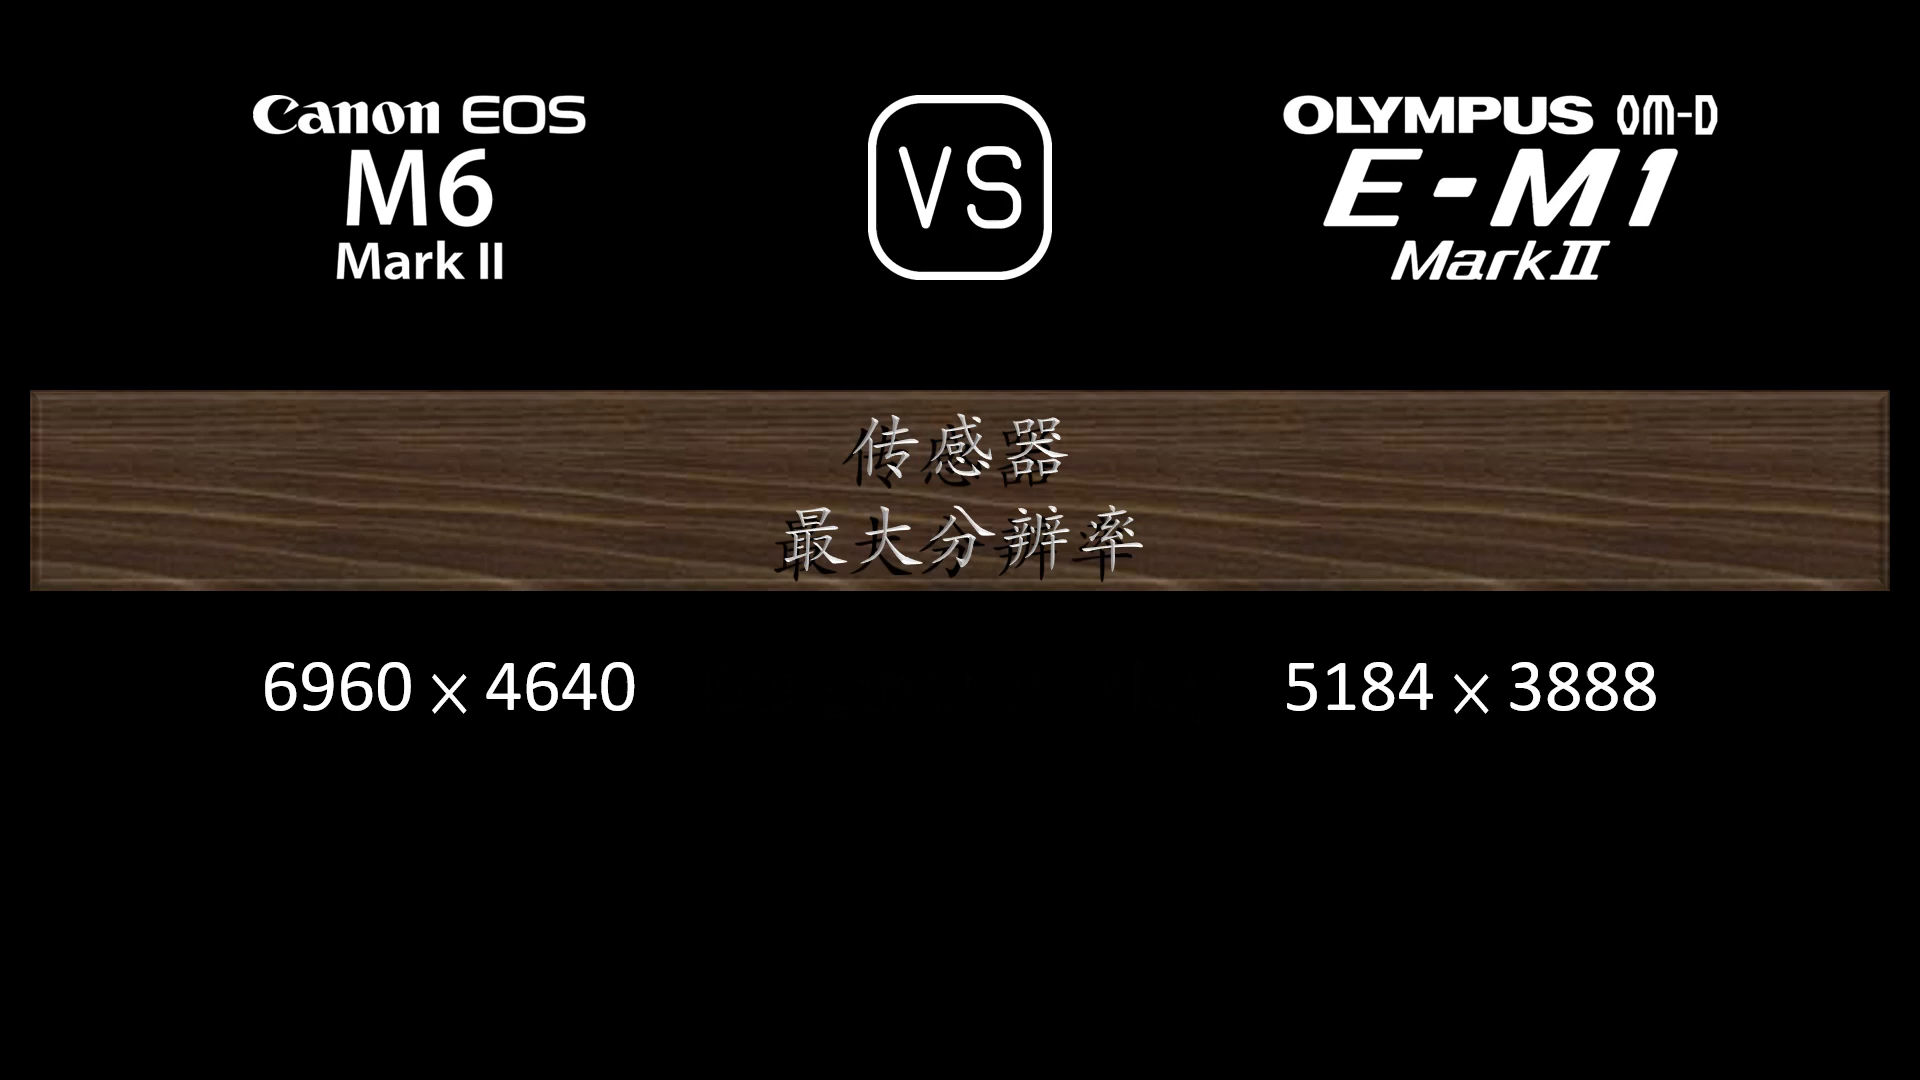 Canon EOS
M6
Mark II
VS
OLYMPUS OM-D
E-M1
Mark II
传感器
最大分辨率
6960 x 4640
5184 x 3888